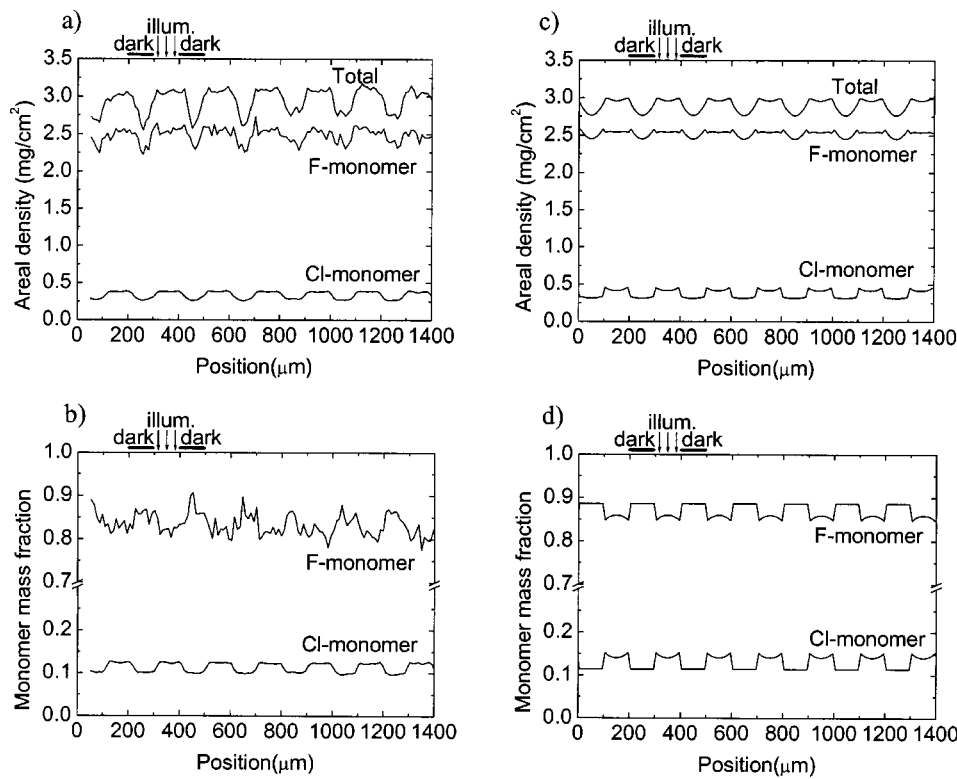 a)
illum.
dark dark
3.5
3.0
2.5
2.0
1.5
1.0
0.5
0.0
Areal density (mg/cm²)
Total
F-monomer
Cl-monomer
0 200 400 600 800 1000 1200 1400
Position(μm)
c)
illum.
dark dark
3.5
3.0
2.5
2.0
1.5
1.0
0.5
0.0
Areal density (mg/cm²)
Total
F-monomer
Cl-monomer
0 200 400 600 800 1000 1200 1400
Position(μm)
b)
illum.
dark dark
1.0
0.9
0.8
0.7
0.2
0.1
0.0
Monomer mass fraction
F-monomer
Cl-monomer
0 200 400 600 800 1000 1200 1400
Position(μm)
d)
illum.
dark dark
1.0
0.9
0.8
0.7
0.2
0.1
0.0
Monomer mass fraction
F-monomer
Cl-monomer
0 200 400 600 800 1000 1200 1400
Position(μm)